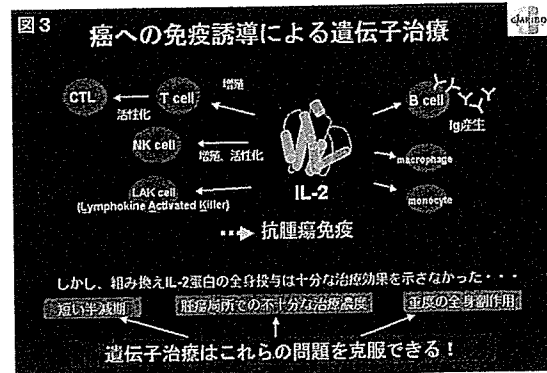 図3
GMRIBO
癌への免疫誘導による遺伝子治療
CTL
活性化
T cell
増殖
B cell
Ig産生
NK cell
増殖、活性化
macrophage
LAK cell
(Lymphokine Activated Killer)
IL-2
monocyte
抗腫瘍免疫
しかし、組み換えIL-2蛋白の全身投与は十分な治療効果を示さなかった・・・
短い半減期
腫瘍局所での不十分な治療濃度
重度の全身副作用
遺伝子治療はこれらの問題を克服できる！